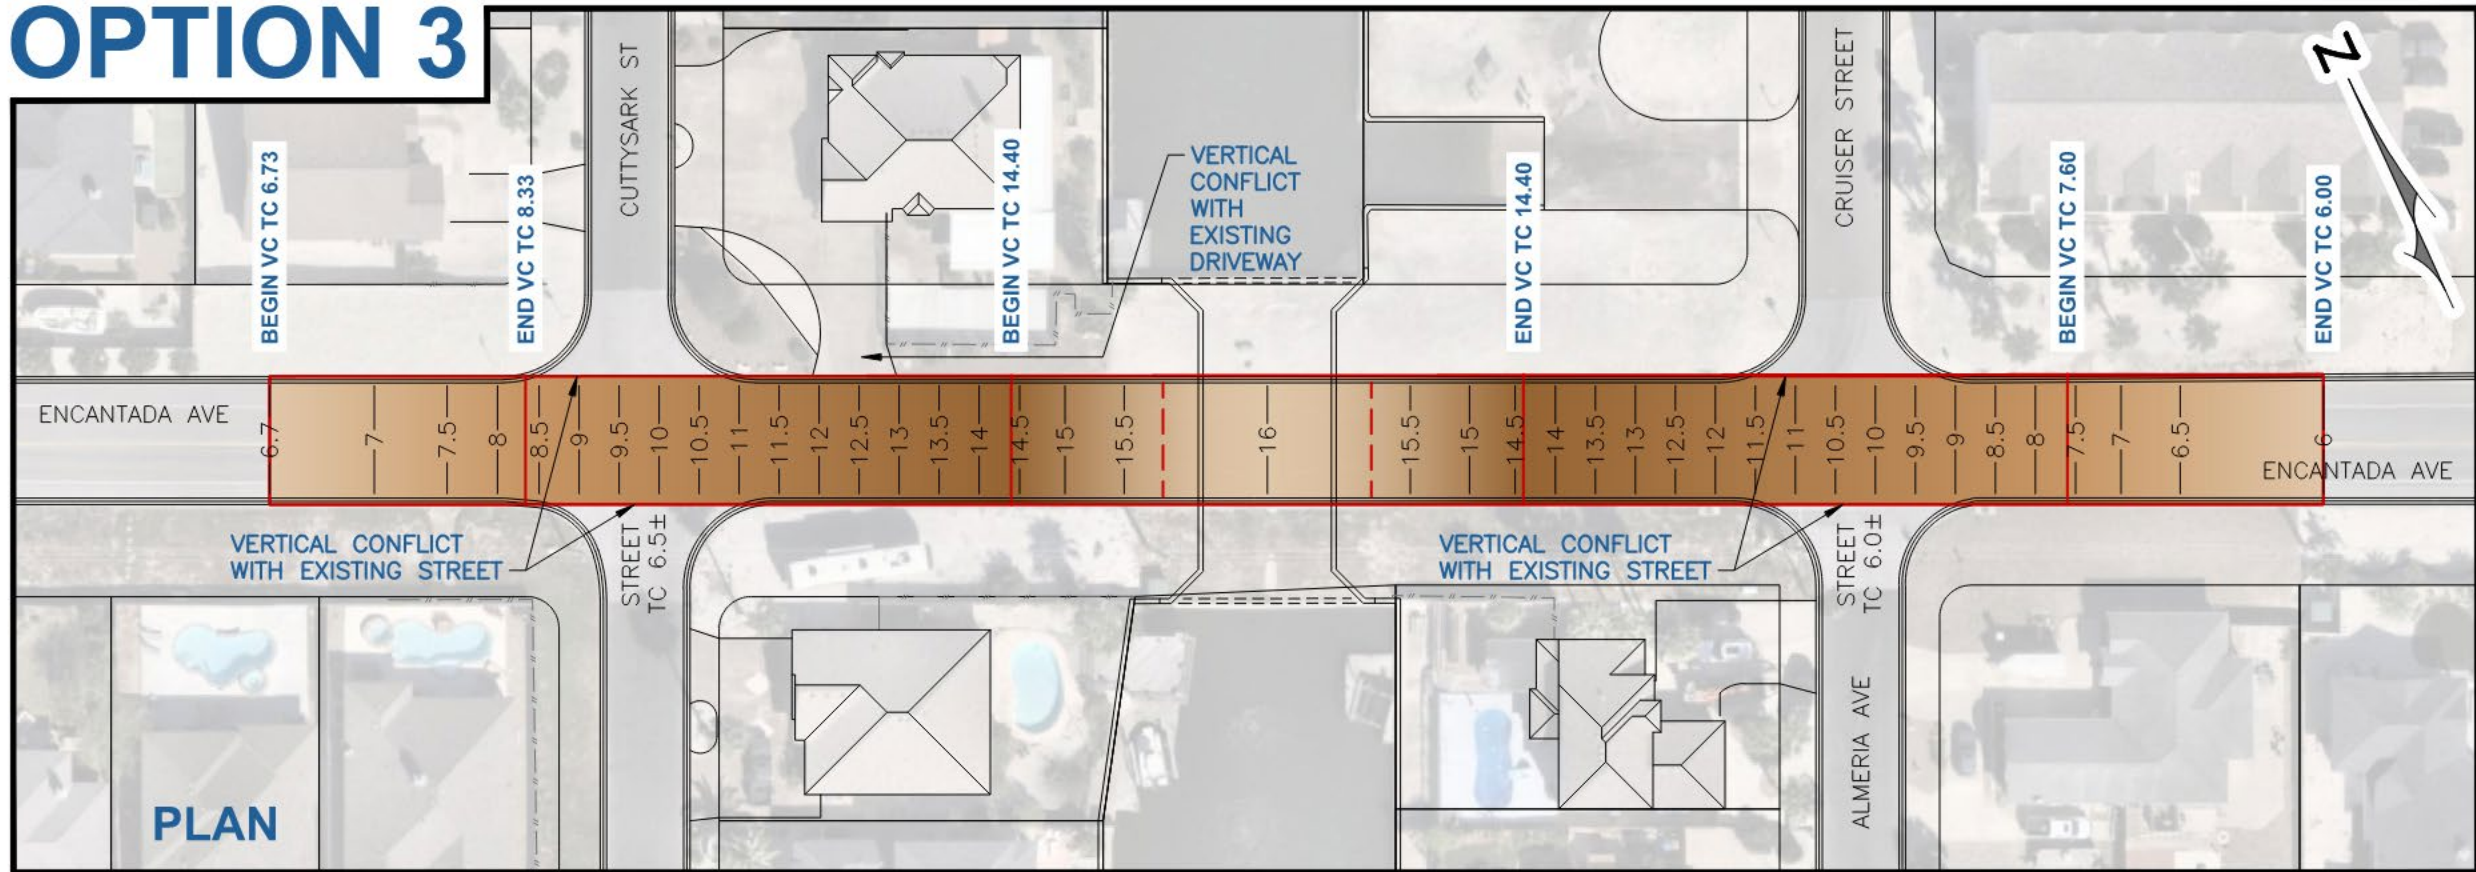 OPTION 3
CUTTYSARK ST
CRUISER STREET
N
BEGIN VC TC 6.73
END VC TC 8.33
BEGIN VC TC 14.40
VERTICAL
CONFLICT
WITH
EXISTING
DRIVEWAY
END VC TC 14.40
BEGIN VC TC 7.60
END VC TC 6.00
ENCANTADA AVE
6.7
7
7.5
8
8.5
9
9.5
10
10.5
11
11.5
12
12.5
13
13.5
14
14.5
15
15.5
16
15.5
15
14.5
14
13.5
13
12.5
12
11.5
11
10.5
10
9.5
9
8.5
8
7.5
7
6.5
6
ENCANTADA AVE
VERTICAL CONFLICT
WITH EXISTING STREET
STREET
TC 6.5±
VERTICAL CONFLICT
WITH EXISTING STREET
STREET
TC 6.0±
ALMERIA AVE
PLAN